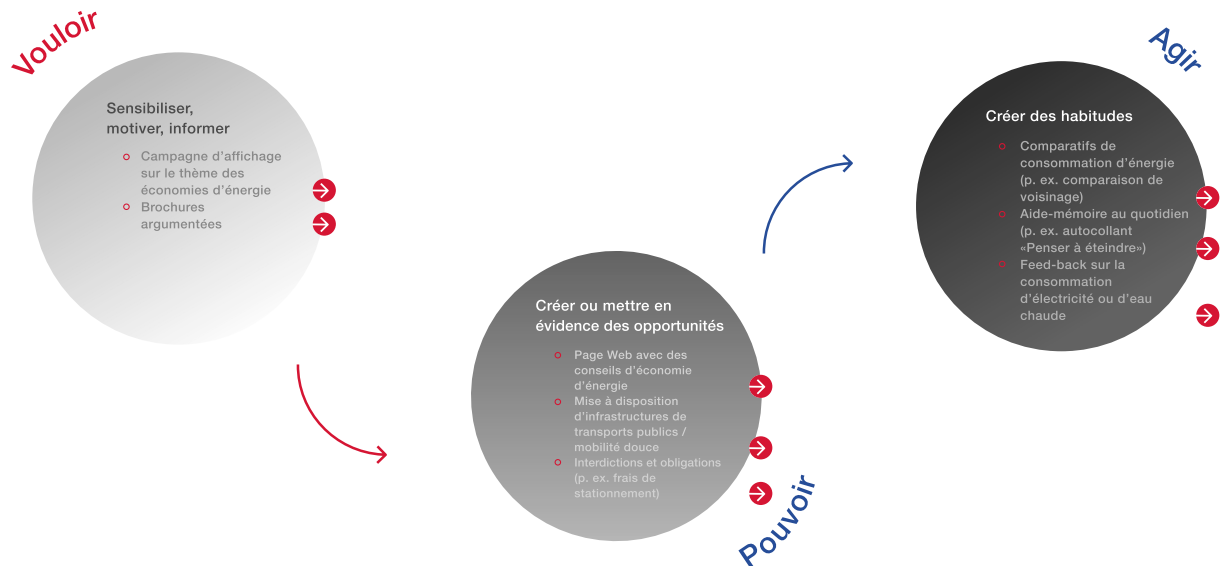 Vouloir
Sensibiliser,
motiver, informer
Campagne d'affichage
sur le thème des
économies d'énergie
Brochures
argumentées
Créer ou mettre en
évidence des opportunités
Page Web avec des
conseils d'économie
d'énergie
Mise à disposition
d'infrastructures de
transports publics /
mobilité douce
Interdictions et obligations
(p. ex. frais de
stationnement)
Pouvoir
Agir
Créer des habitudes
Comparatifs de
consommation d'énergie
(p. ex. comparaison de
voisinage)
Aide-mémoire au quotidien
(p. ex. autocollant
«Penser à éteindre»)
Feed-back sur la
consommation
d'électricité ou d'eau
chaude